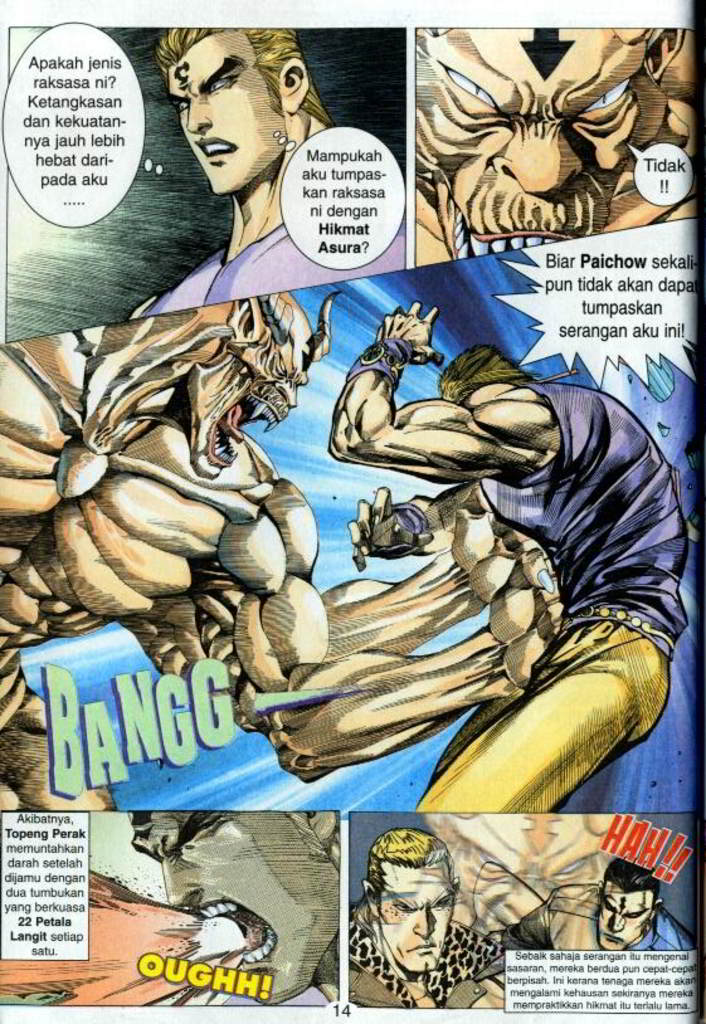 Apakah jenis
raksasa ni?
Ketangkasan
dan kekuatan-
nya jauh lebih
hebat dari-
pada aku
.....
Mampukah
aku tumpas-
kan raksasa
ni dengan
Hikmat
Asura?
Tidak
!!
Biar Paichow sekali-
pun tidak akan dapat
tumpaskan
serangan aku ini!
BANGG
Akibatnya,
Topeng Perak
memuntahkan
darah setelah
dijamu dengan
dua tumbukan
yang berkuasa
22 Petala
Langit setiap
satu.
OUGHH!
HAH!!
Sebaik sahaja serangan itu mengenai
sasaran, mereka berdua pun cepat-cepat
berpisah. Ini kerana tenaga mereka akan
mengalami kehausan sekiranya mereka
mempraktikkan hikmat itu terlalu lama.
14